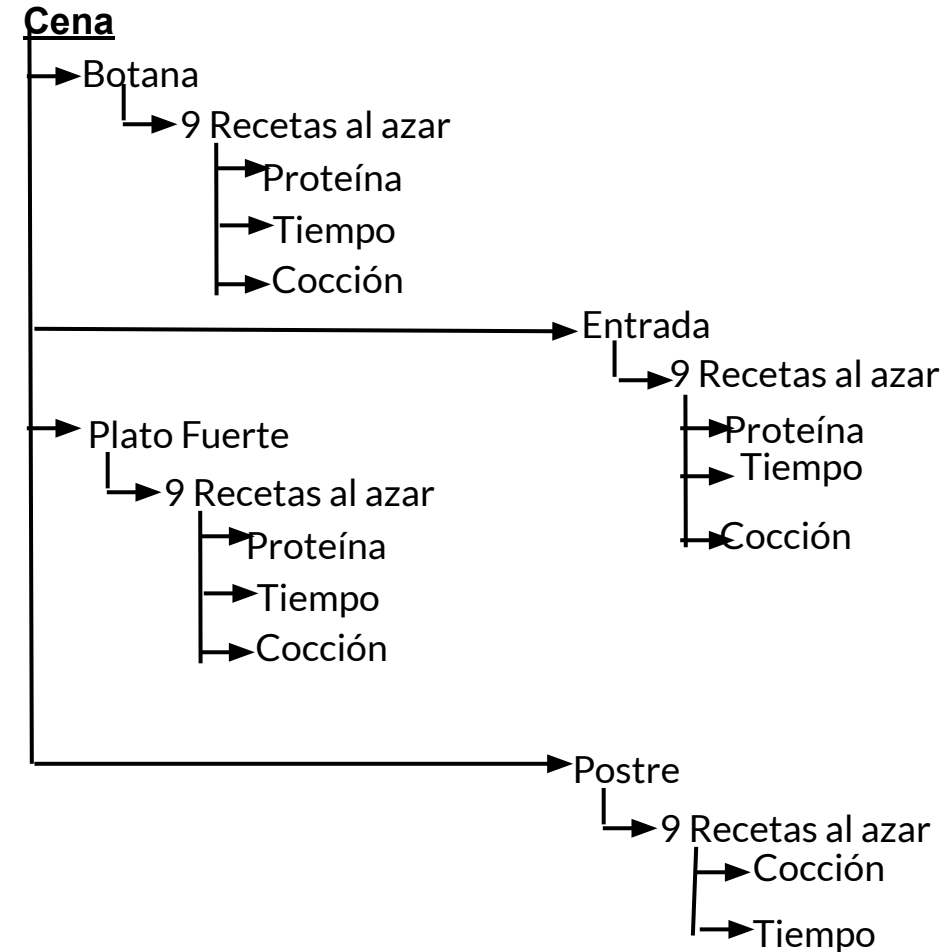 Cena
Botana
9 Recetas al azar
Proteína
Tiempo
Cocción
Entrada
9 Recetas al azar
Proteína
Tiempo
Cocción
Plato Fuerte
9 Recetas al azar
Proteína
Tiempo
Cocción
Postre
9 Recetas al azar
Cocción
Tiempo